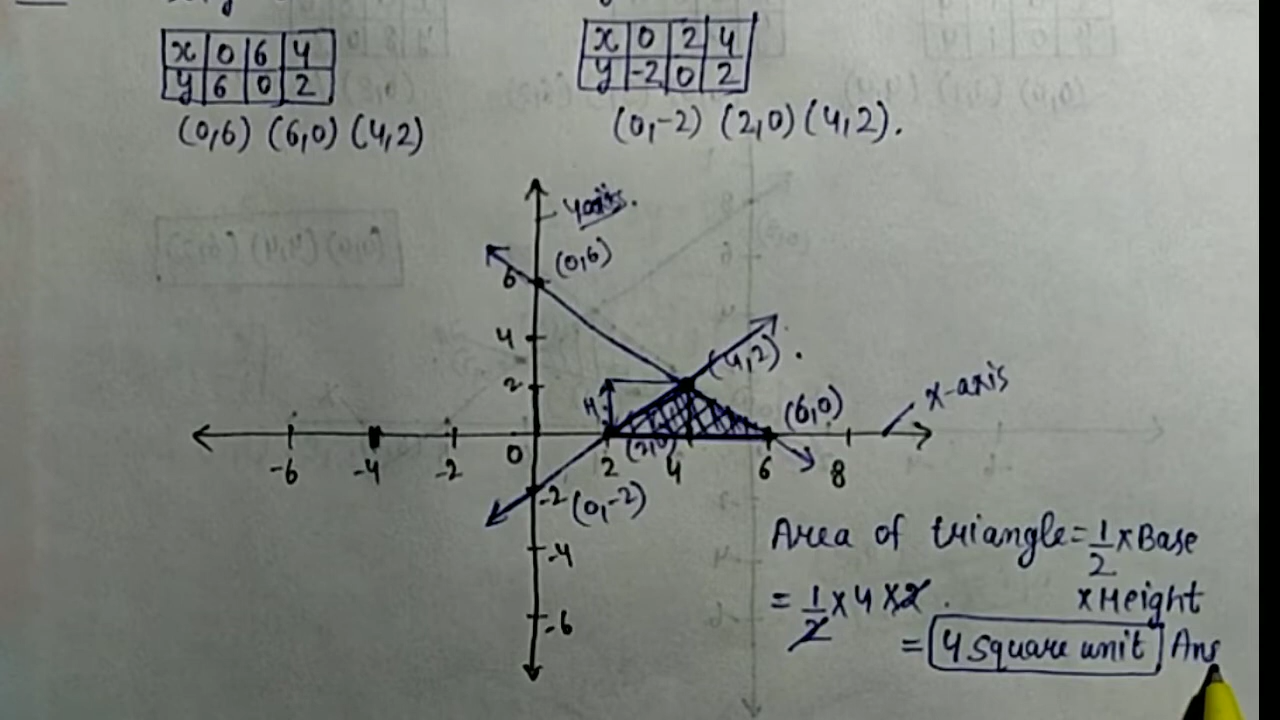 x 0 6 4
y 6 0 2
(0,6) (6,0) (4,2)
x 0 2 4
y -2 0 2
(0,-2) (2,0) (4,2).
y axis.
6 (0,6)
4
2
(4,2).
H
(6,0)
x-axis
-6 -4 -2 0 2 (2,0) 4 6 8
-2 (0,-2)
-4
-6
Area of triangle = 1/2 x Base
x Height
= 1/2 x 4 x 2.
= 4 square unit Ans